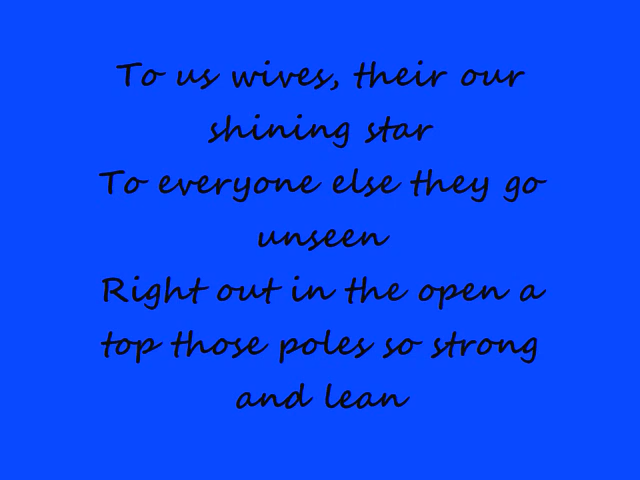 To us wives, their our
shining star
To everyone else they go
unseen
Right out in the open a
top those poles so strong
and lean